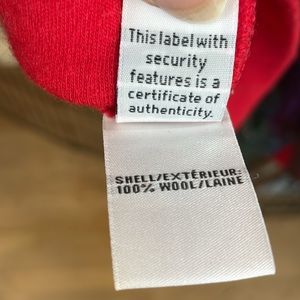 This label with
security
features is a
certificate of
authenticity.
SHELL/EXTÉRIEUR:
100% WOOL/LAINE